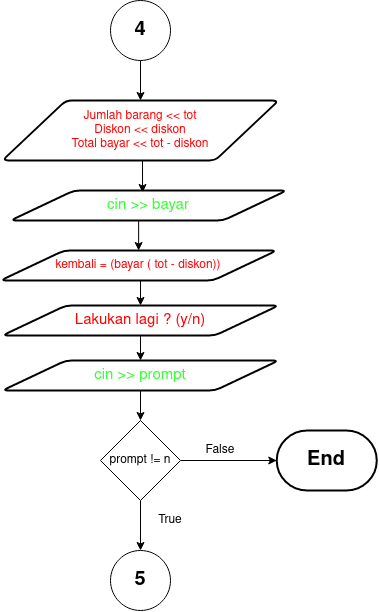 4
Jumlah barang << tot
Diskon << diskon
Total bayar << tot - diskon
cin >> bayar
kembali = (bayar ( tot - diskon))
Lakukan lagi ? (y/n)
cin >> prompt
prompt != n
False
End
True
5